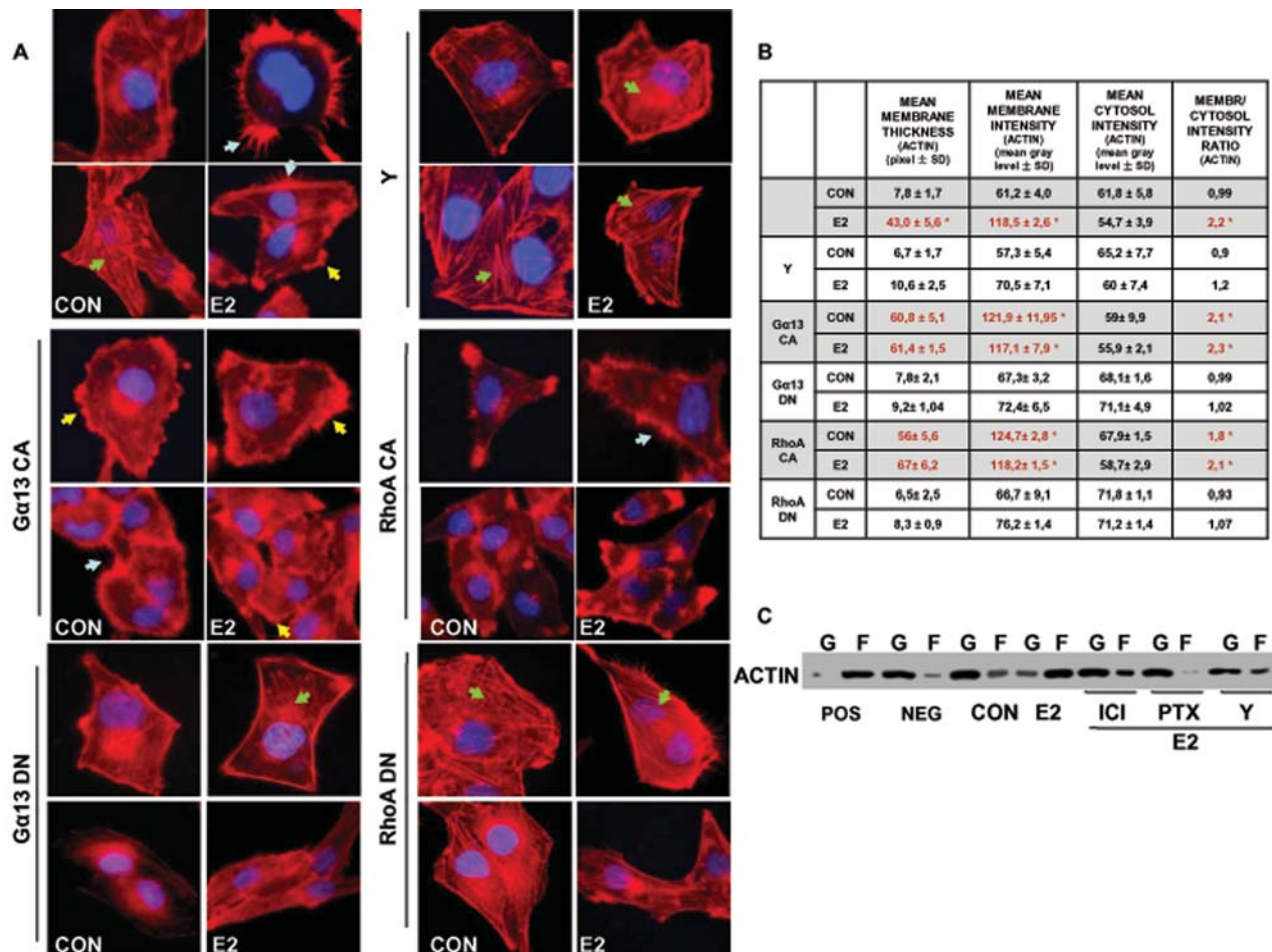 A
Y
CON
E2
E2
Gα13 CA
RhoA CA
CON
E2
CON
E2
Gα13 DN
RhoA DN
CON
E2
CON
E2
B
MEAN MEMBRANE THICKNESS (ACTIN) (pixel ± SD)
MEAN MEMBRANE INTENSITY (ACTIN) (mean gray level ± SD)
MEAN CYTOSOL INTENSITY (ACTIN) (mean gray level ± SD)
MEMBR/ CYTOSOL INTENSITY RATIO (ACTIN)
CON 7,8 ± 1,7 61,2 ± 4,0 61,8 ± 5,8 0,99
E2 43,0 ± 5,6 * 118,5 ± 2,6 * 54,7 ± 3,9 2,2 *
Y CON 6,7 ± 1,7 57,3 ± 5,4 65,2 ± 7,7 0,9
E2 10,6 ± 2,5 70,5 ± 7,1 60 ± 7,4 1,2
Gα13 CA CON 60,8 ± 5,1 121,9 ± 11,95 * 59± 9,9 2,1 *
E2 61,4 ± 1,5 117,1 ± 7,9 * 55,9 ± 2,1 2,3 *
Gα13 DN CON 7,8± 2,1 67,3± 3,2 68,1± 1,6 0,99
E2 9,2± 1,04 72,4± 6,5 71,1± 4,9 1,02
RhoA CA CON 56± 5,6 124,7± 2,8 * 67,9± 1,5 1,8 *
E2 67± 6,2 118,2± 1,5 * 58,7± 2,9 2,1 *
RhoA DN CON 6,5± 2,5 66,7 ± 9,1 71,8 ± 1,1 0,93
E2 8,3 ± 0,9 76,2 ± 1,4 71,2 ± 1,4 1,07
C
G F G F G F G F G F G F G F
ACTIN
POS NEG CON E2 ICI PTX Y
E2